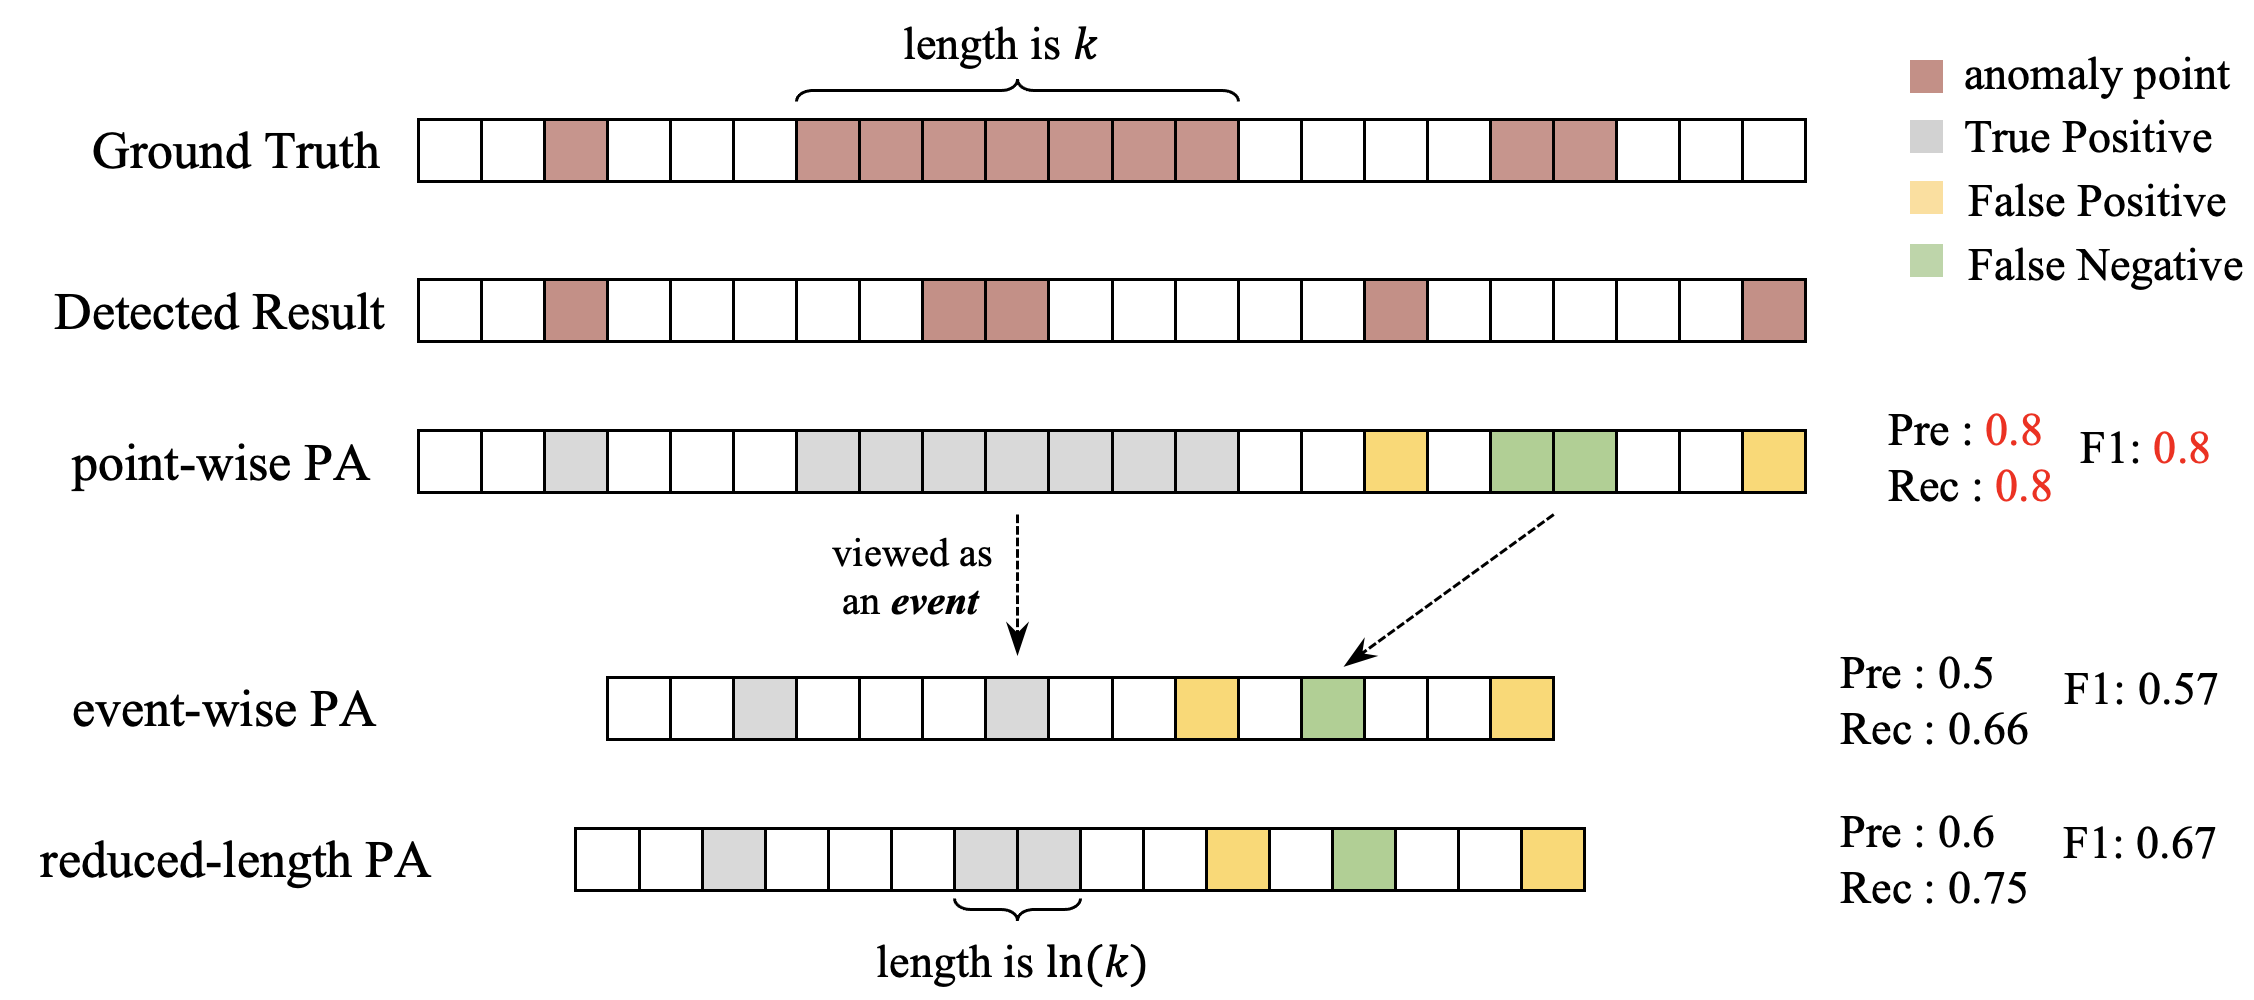 length is k
anomaly point
True Positive
False Positive
False Negative
Ground Truth
Detected Result
point-wise PA
Pre : 0.8
Rec : 0.8
F1: 0.8
viewed as
an event
event-wise PA
Pre : 0.5
Rec : 0.66
F1: 0.57
reduced-length PA
Pre : 0.6
Rec : 0.75
F1: 0.67
length is ln(k)